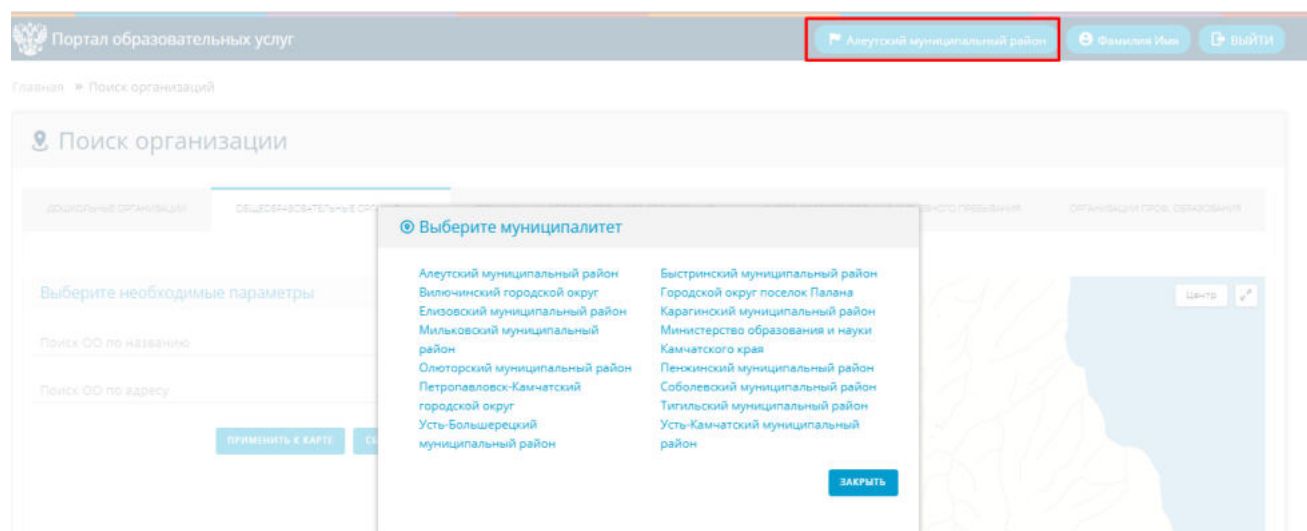 Портал образовательных услуг
Алеутский муниципальный район
Фамилия Имя
ВЫЙТИ
Главная » Поиск организаций
Поиск организации
ДОШКОЛЬНЫЕ ОРГАНИЗАЦИИ
ОБЩЕОБРАЗОВАТЕЛЬНЫЕ
ПРЕБЫВАНИЯ
ОРГАНИЗАЦИИ ПРОФ. ОБРАЗОВАНИЯ
Выберите необходимые параметры
Поиск ОО по названию
Поиск ОО по адресу
ПРИМЕНИТЬ К КАРТЕ
Центр
Выберите муниципалитет
Алеутский муниципальный район
Вилючинский городской округ
Елизовский муниципальный район
Мильковский муниципальный
район
Олюторский муниципальный район
Петропавловск-Камчатский
городской округ
Усть-Большерецкий
муниципальный район
Быстринский муниципальный район
Городской округ поселок Палана
Карагинский муниципальный район
Министерство образования и науки
Камчатского края
Пенжинский муниципальный район
Соболевский муниципальный район
Тигильский муниципальный район
Усть-Камчатский муниципальный
район
ЗАКРЫТЬ